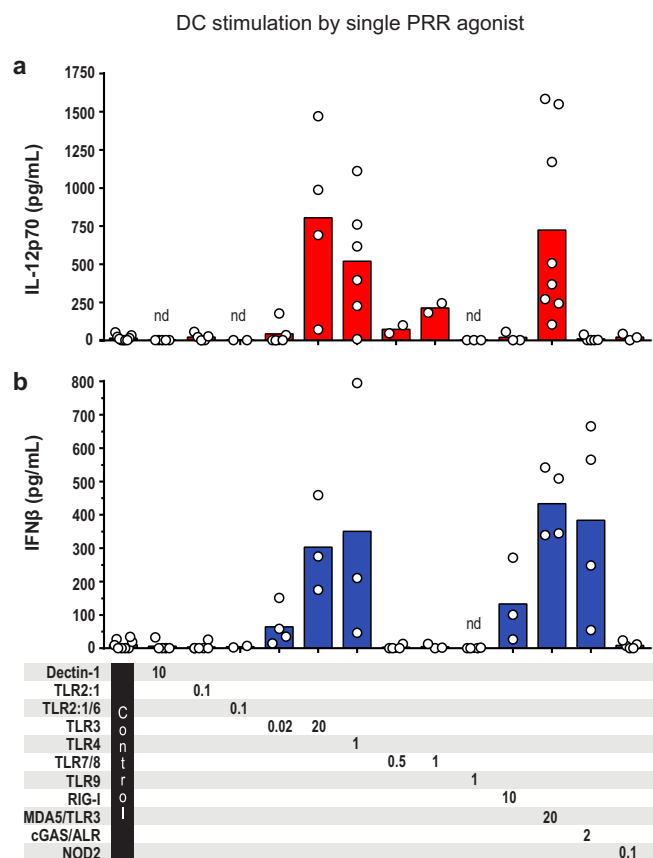 DC stimulation by single PRR agonist
a
IL-12p70 (pg/mL)
1750
1500
1250
1000
750
500
250
0
nd
nd
nd
b
IFNβ (pg/mL)
800
700
600
500
400
300
200
100
0
nd
Control
Dectin-1 10
TLR2:1 0.1
TLR2:1/6 0.1
TLR3 0.02 20
TLR4 1
TLR7/8 0.5 1
TLR9 1
RIG-I 10
MDA5/TLR3 20
cGAS/ALR 2
NOD2 0.1